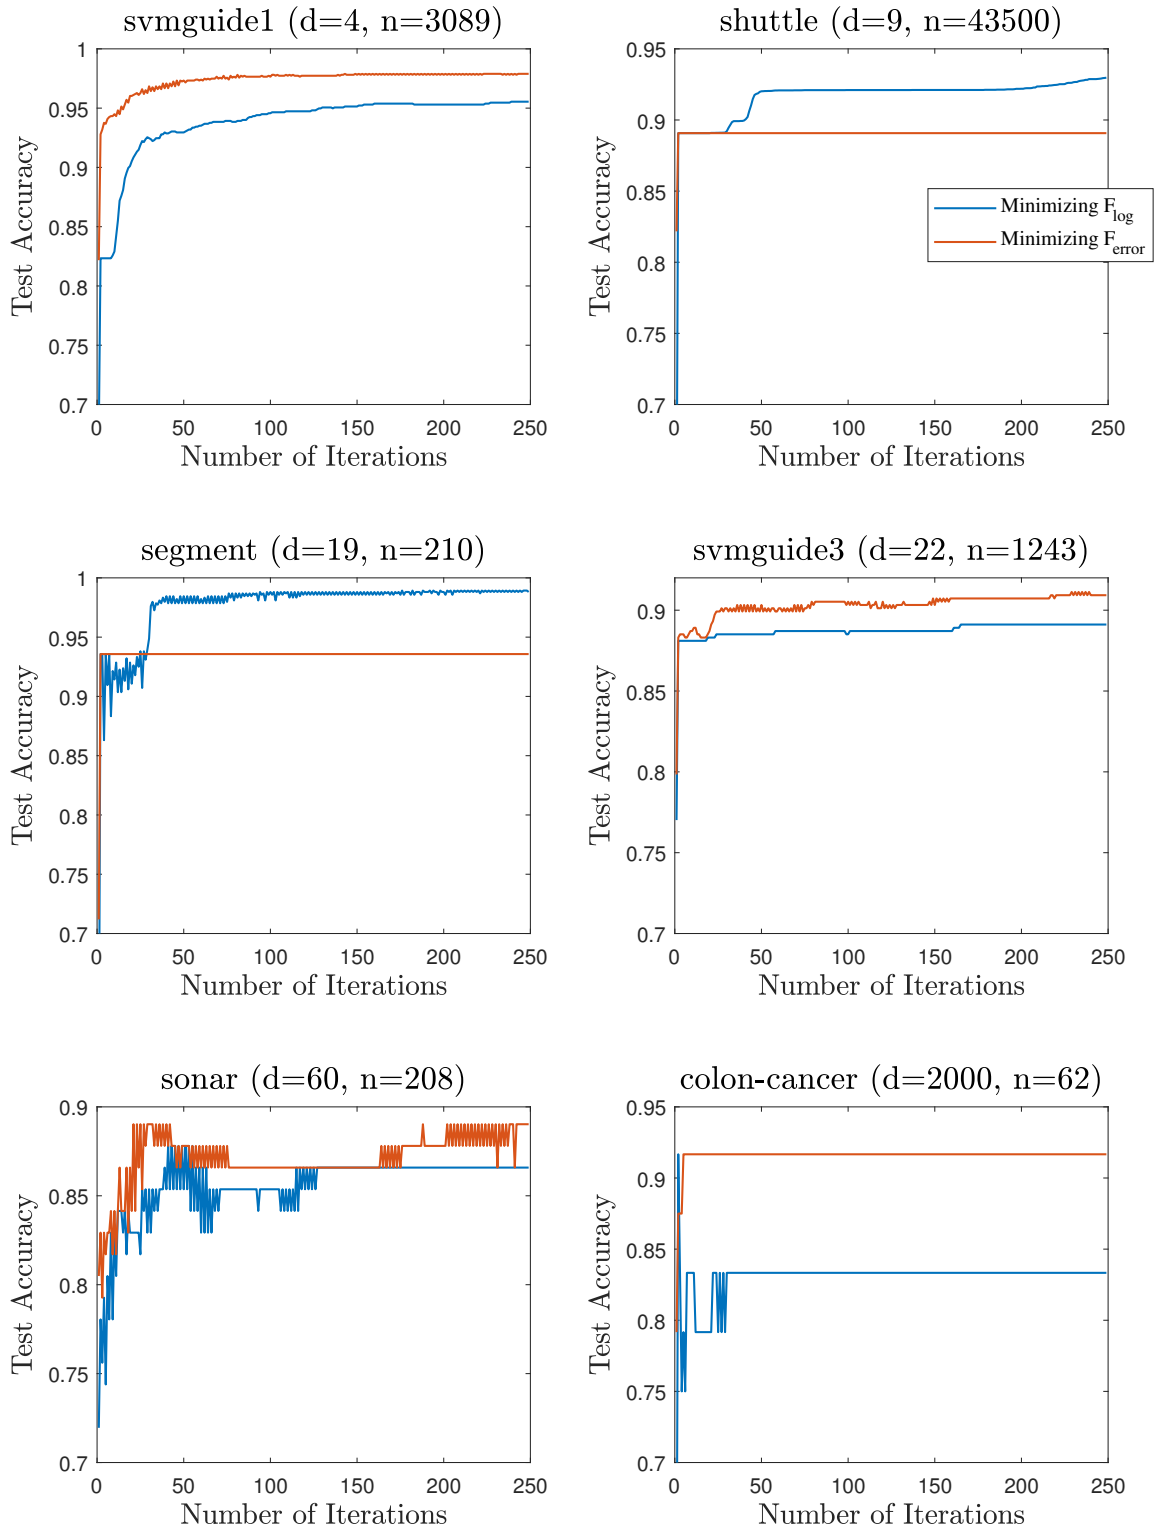 svmguide1 (d=4, n=3089)
1
0.95
0.9
0.85
0.8
0.75
0.7
Test Accuracy
0 50 100 150 200 250
Number of Iterations
shuttle (d=9, n=43500)
0.95
0.9
0.85
0.8
0.75
0.7
Test Accuracy
Minimizing F_log
Minimizing F_error
0 50 100 150 200 250
Number of Iterations
segment (d=19, n=210)
1
0.95
0.9
0.85
0.8
0.75
0.7
Test Accuracy
0 50 100 150 200 250
Number of Iterations
svmguide3 (d=22, n=1243)
0.9
0.85
0.8
0.75
0.7
Test Accuracy
0 50 100 150 200 250
Number of Iterations
sonar (d=60, n=208)
0.9
0.85
0.8
0.75
0.7
Test Accuracy
0 50 100 150 200 250
Number of Iterations
colon-cancer (d=2000, n=62)
0.95
0.9
0.85
0.8
0.75
0.7
Test Accuracy
0 50 100 150 200 250
Number of Iterations